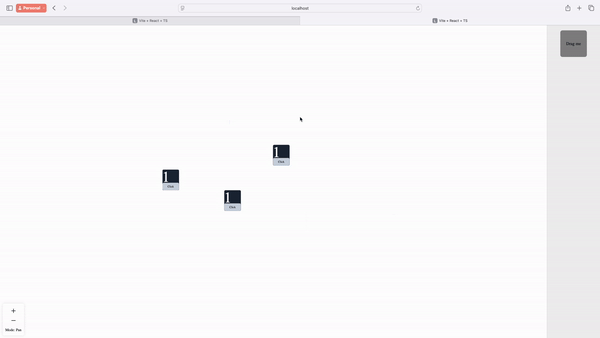 Personal
localhost
Vite + React + TS
Vite + React + TS
Drag me
1
Click
1
Click
1
Click
+
−
Mode: Pan